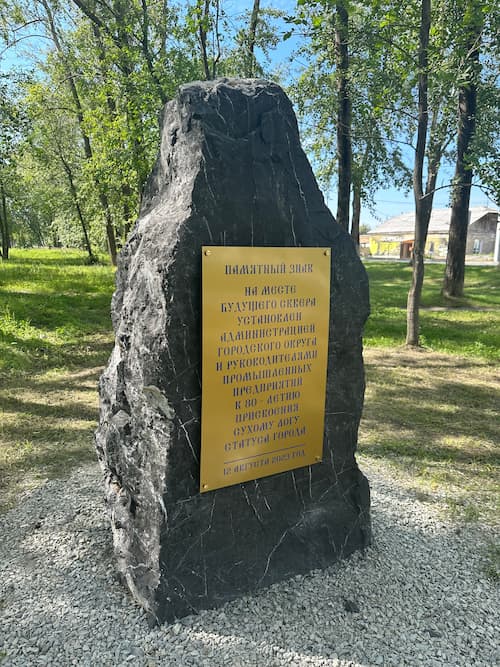 ПАМЯТНЫЙ ЗНАК
НА МЕСТЕ
БУДУЩЕГО СКВЕРА
УСТАНОВЛЕН
АДМИНИСТРАЦИЕЙ
ГОРОДСКОГО ОКРУГА
И РУКОВОДИТЕЛЯМИ
ПРОМЫШЛЕННЫХ
ПРЕДПРИЯТИЙ
К 80 - ЛЕТИЮ
ПРИСВОЕНИЯ
СУХОМУ ЛОГУ
СТАТУСА ГОРОДА
12 АВГУСТА 2023 ГОД